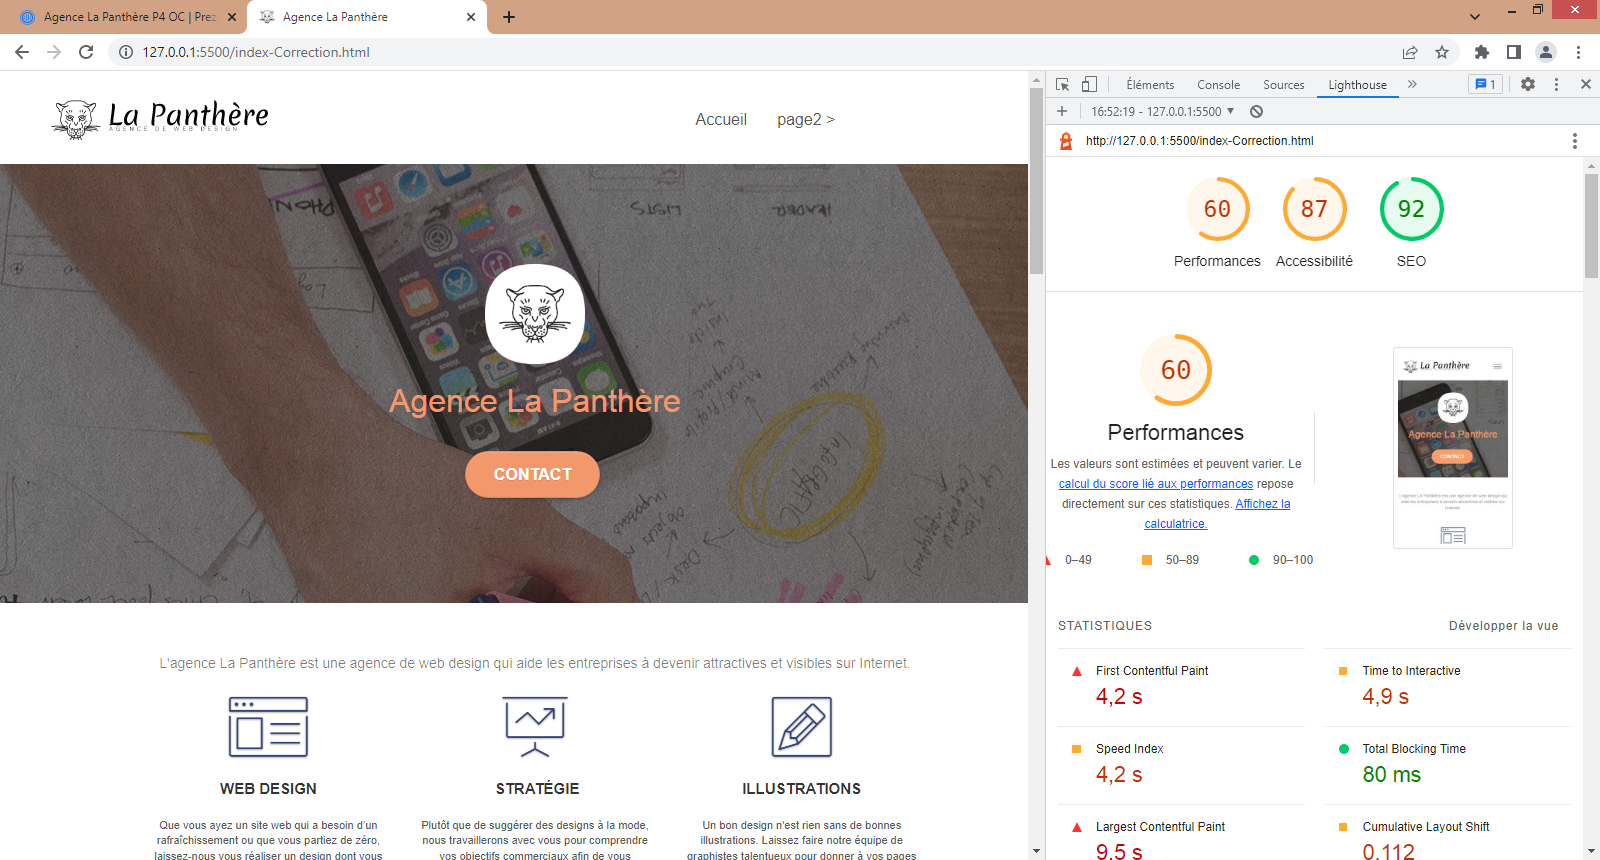 Agence La Panthère P4 OC | Prez
Agence La Panthère
127.0.0.1:5500/index-Correction.html
La Panthère
AGENCE DE WEB DESIGN
Accueil
page2 >
Agence La Panthère
CONTACT
L'agence La Panthère est une agence de web design qui aide les entreprises à devenir attractives et visibles sur Internet.
WEB DESIGN
STRATÉGIE
ILLUSTRATIONS
Que vous ayez un site web qui a besoin d'un
rafraîchissement ou que vous partiez de zéro,
laissez-nous vous réaliser un design dont vous
Plutôt que de suggérer des designs à la mode,
nous travaillerons avec vous pour comprendre
vos objectifs commerciaux afin de vous
Un bon design n'est rien sans de bonnes
illustrations. Laissez faire notre équipe de
graphistes talentueux pour donner à vos pages
Éléments
Console
Sources
Lighthouse
1
16:52:19 - 127.0.0.1:5500
http://127.0.0.1:5500/index-Correction.html
60
87
92
Performances
Accessibilité
SEO
60
Performances
Les valeurs sont estimées et peuvent varier. Le
calcul du score lié aux performances repose
directement sur ces statistiques. Affichez la
calculatrice.
0–49
50–89
90–100
La Panthère
Agence La Panthère
CONTACT
STATISTIQUES
Développer la vue
First Contentful Paint
4,2 s
Time to Interactive
4,9 s
Speed Index
4,2 s
Total Blocking Time
80 ms
Largest Contentful Paint
9,5 s
Cumulative Layout Shift
0,112